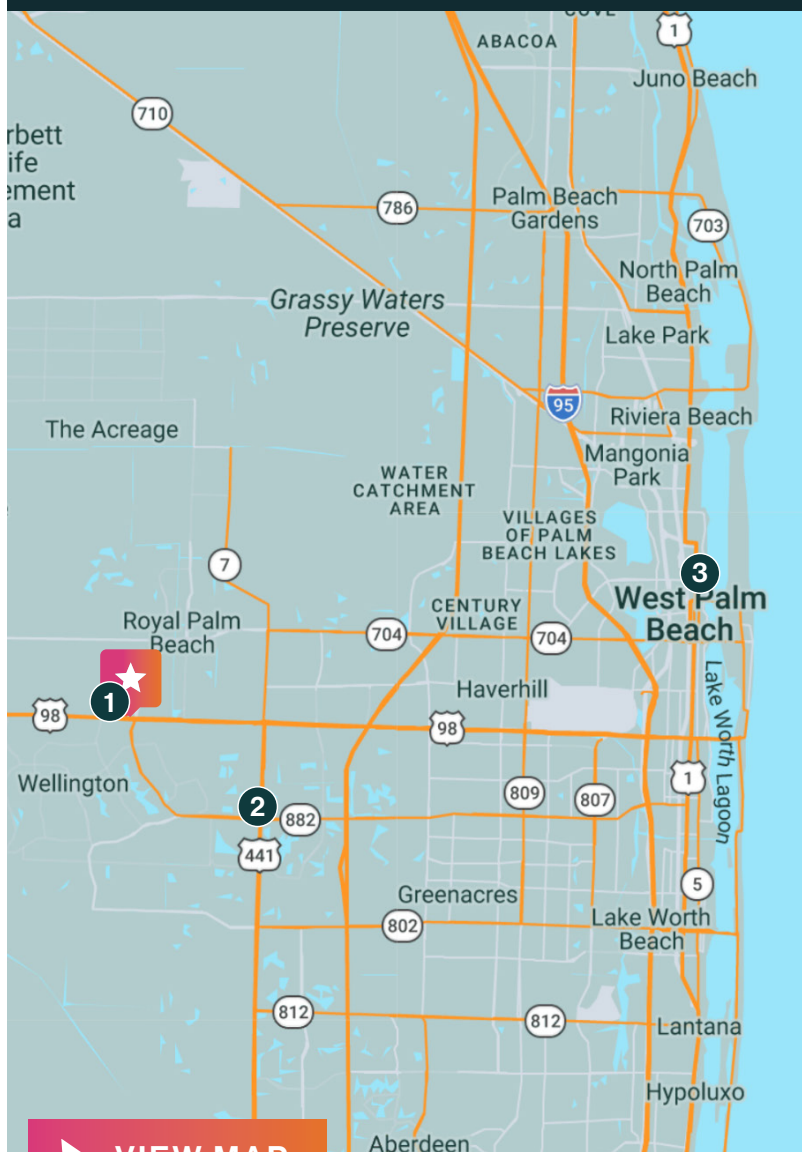 COVE
ABACOA
1
Juno Beach
710
rbett
ife
ement
a
786
Palm Beach
Gardens
703
North Palm
Beach
Grassy Waters
Preserve
Lake Park
95
Riviera Beach
The Acreage
Mangonia
Park
WATER
CATCHMENT
AREA
VILLAGES
OF PALM
BEACH LAKES
7
3
West Palm
Beach
CENTURY
VILLAGE
Royal Palm
Beach
704
704
Haverhill
1
98
98
Lake Worth Lagoon
Wellington
1
809
807
2
882
441
5
Greenacres
802
Lake Worth
Beach
812
812
Lantana
Hypoluxo
VIEW MAP
Aberdeen